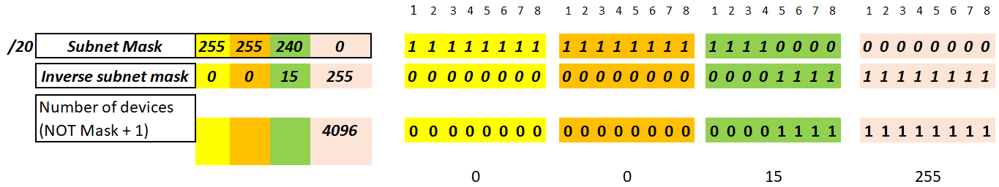 1 2 3 4 5 6 7 8 1 2 3 4 5 6 7 8 1 2 3 4 5 6 7 8 1 2 3 4 5 6 7 8
/20 Subnet Mask 255 255 240 0 1 1 1 1 1 1 1 1 1 1 1 1 1 1 1 1 1 1 1 1 0 0 0 0 0 0 0 0 0 0 0 0
Inverse subnet mask 0 0 15 255 0 0 0 0 0 0 0 0 0 0 0 0 0 0 0 0 0 0 0 0 1 1 1 1 1 1 1 1 1 1 1 1
Number of devices
(NOT Mask + 1) 4096 0 0 0 0 0 0 0 0 0 0 0 0 0 0 0 0 0 0 0 0 1 1 1 1 1 1 1 1 1 1 1 1
0 0 15 255